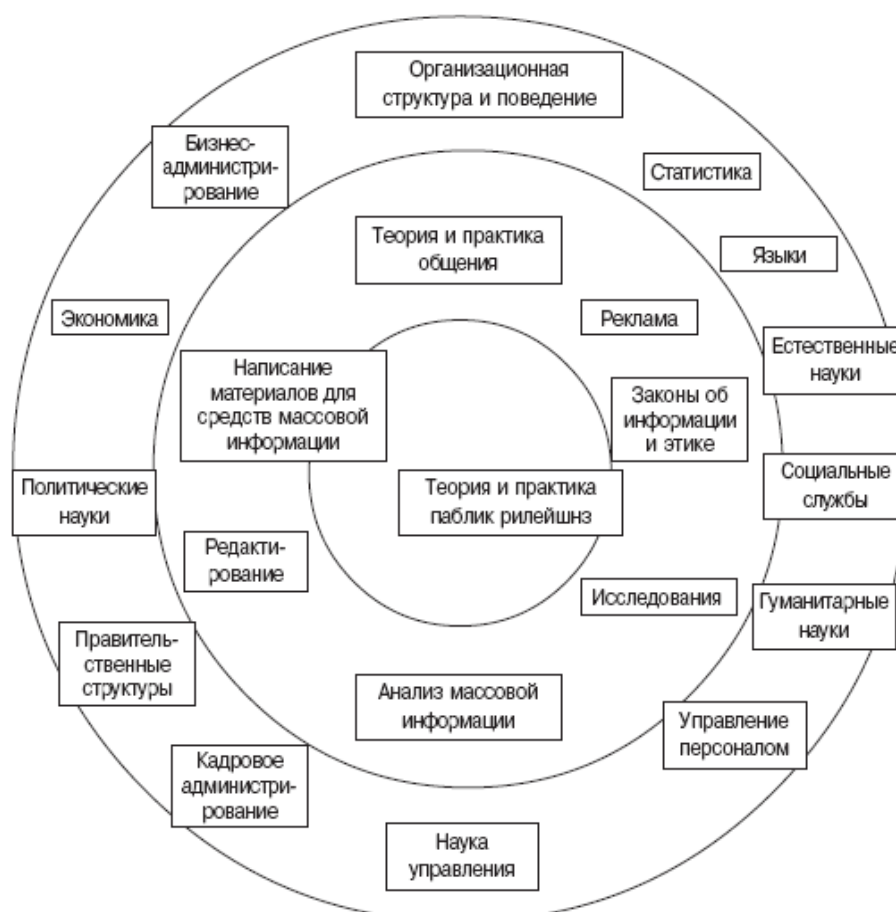 Организационная
структура и поведение
Бизнес-
администри-
рование
Статистика
Теория и практика
общения
Языки
Экономика
Реклама
Естественные
науки
Написание
материалов для
средств массовой
информации
Законы об
информации
и этике
Политические
науки
Теория и практика
паблик рилейшнз
Социальные
службы
Редакти-
рование
Исследования
Гуманитарные
науки
Правитель-
ственные
структуры
Анализ массовой
информации
Управление
персоналом
Кадровое
администри-
рование
Наука
управления